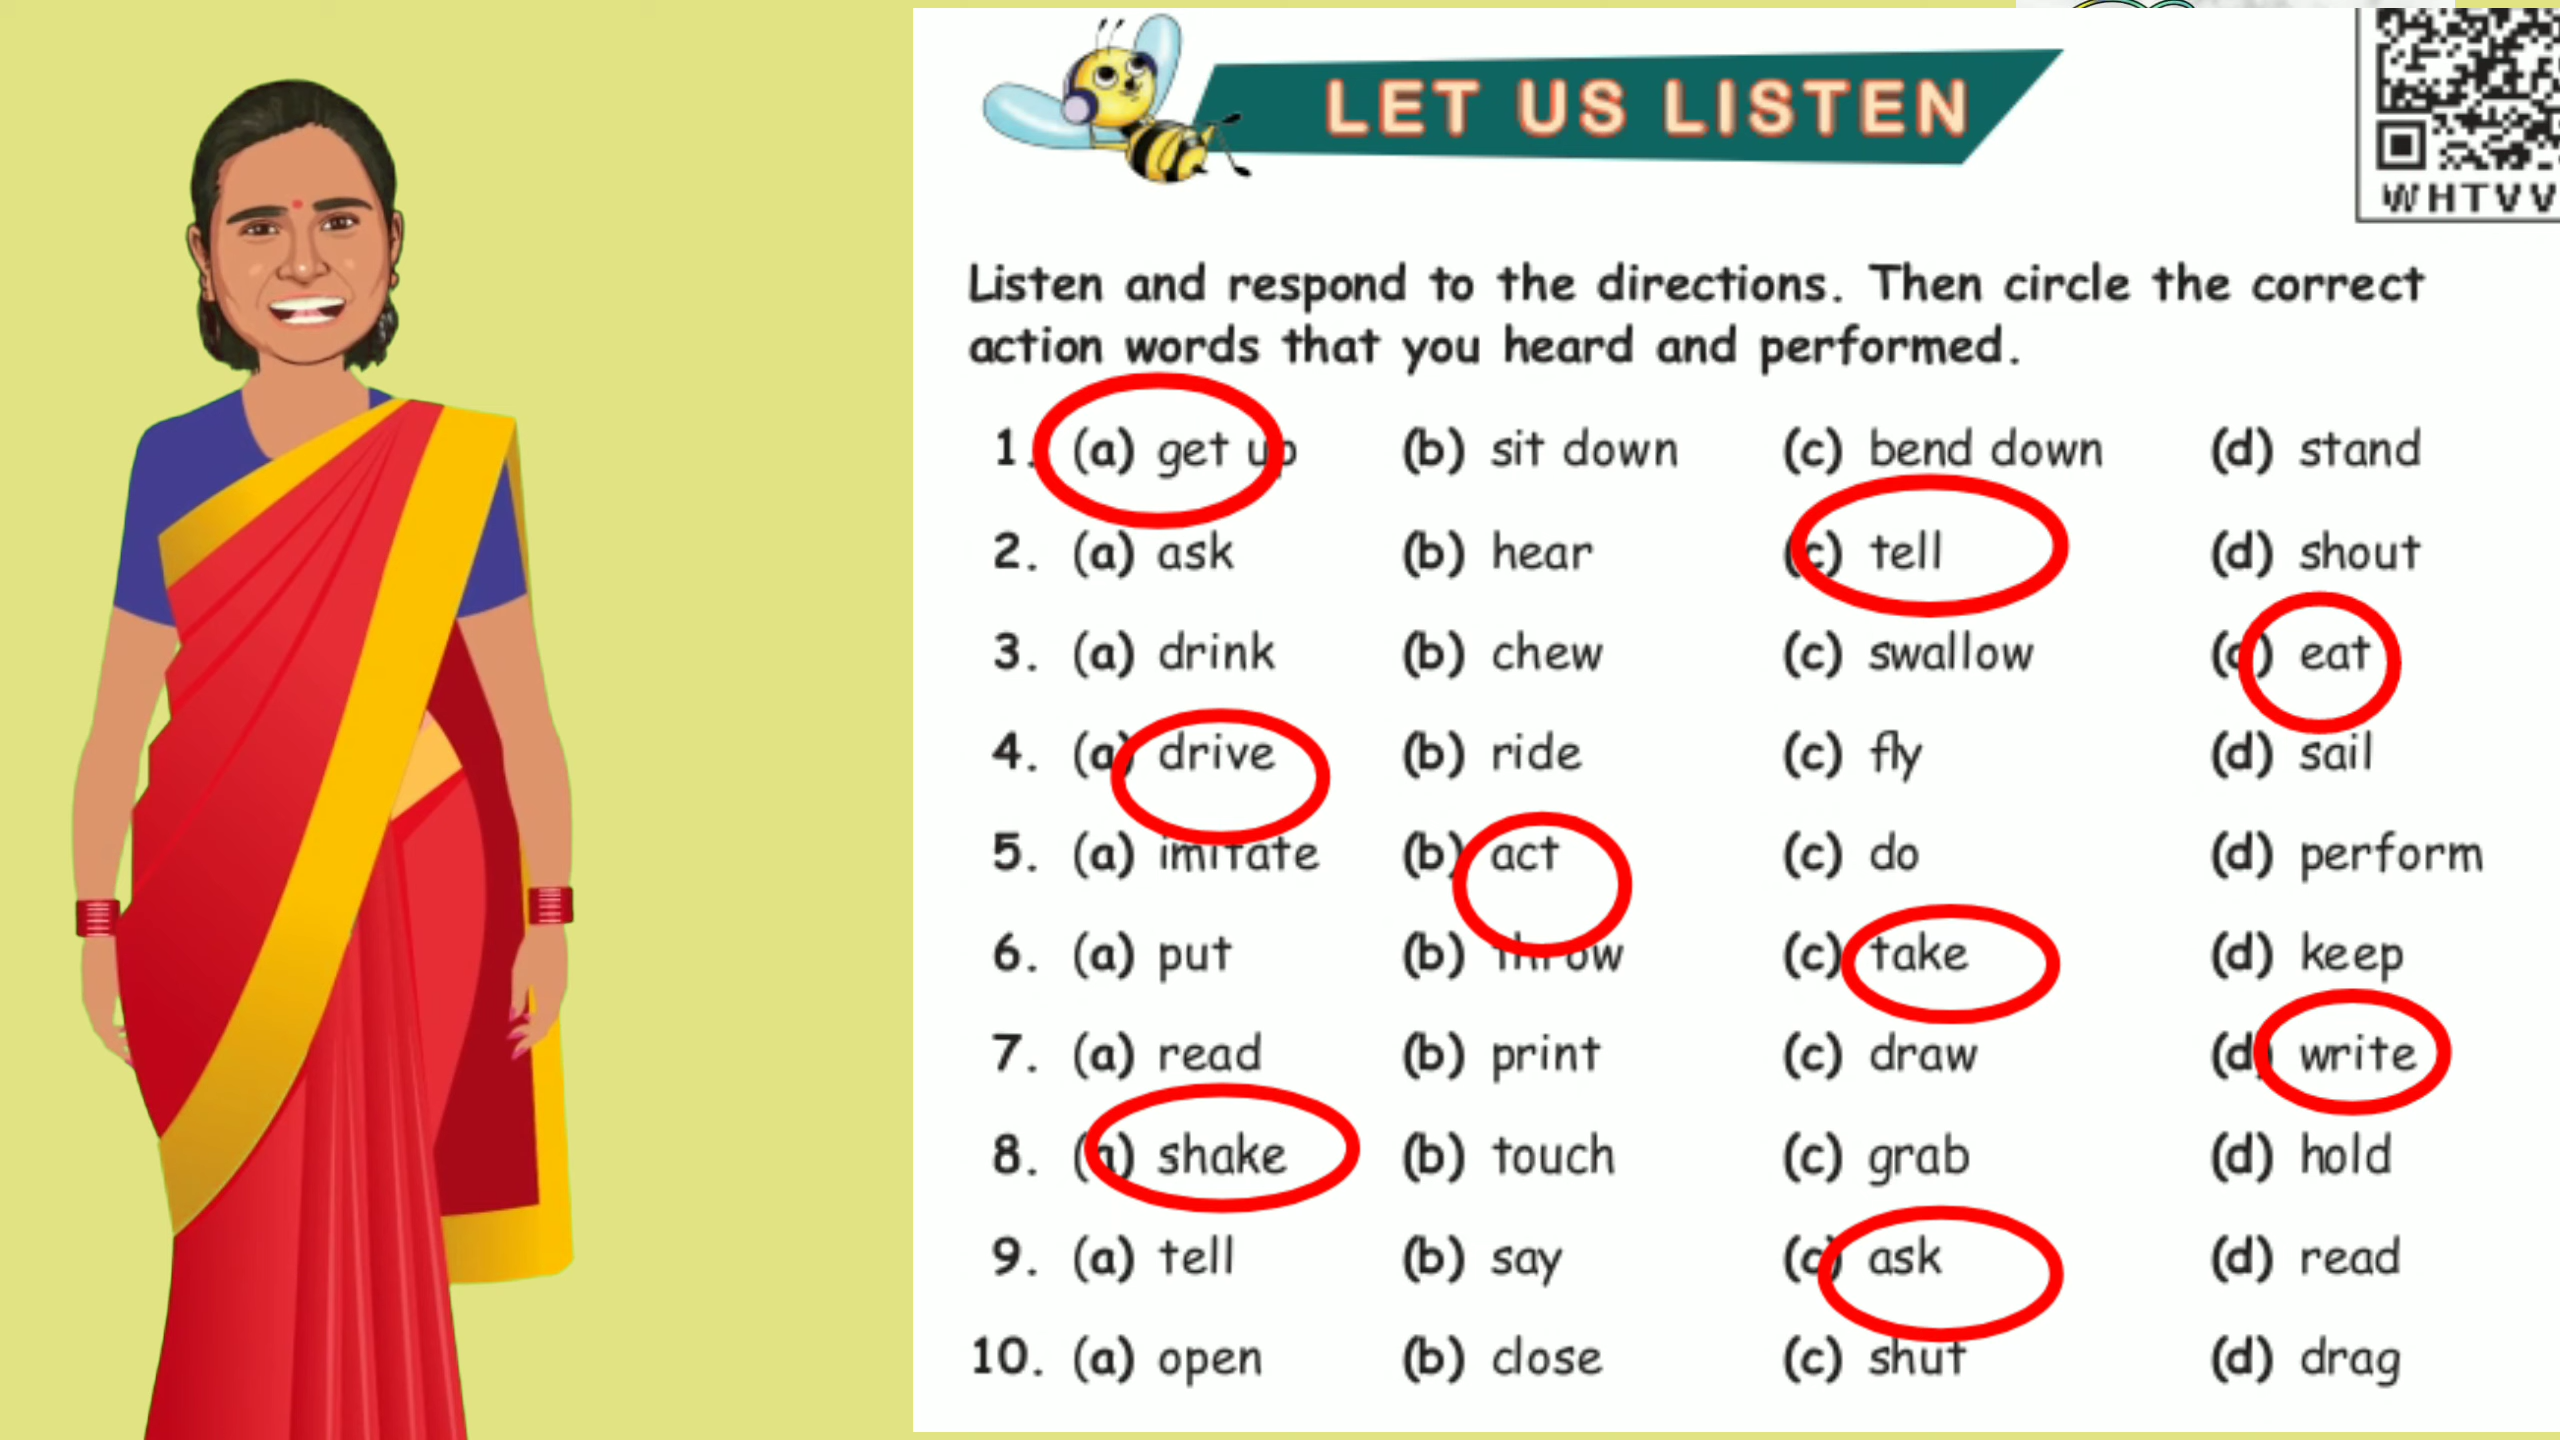 LET US LISTEN
WHTVV
Listen and respond to the directions. Then circle the correct
action words that you heard and performed.
1. (a) get up (b) sit down (c) bend down (d) stand
2. (a) ask (b) hear (c) tell (d) shout
3. (a) drink (b) chew (c) swallow (d) eat
4. (a) drive (b) ride (c) fly (d) sail
5. (a) imitate (b) act (c) do (d) perform
6. (a) put (b) throw (c) take (d) keep
7. (a) read (b) print (c) draw (d) write
8. (a) shake (b) touch (c) grab (d) hold
9. (a) tell (b) say (c) ask (d) read
10. (a) open (b) close (c) shut (d) drag